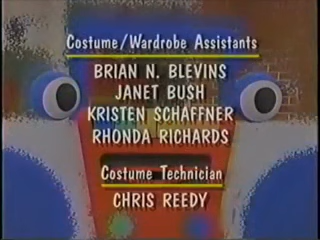 Costume/Wardrobe Assistants
BRIAN N. BLEVINS
JANET BUSH
KRISTEN SCHAFFNER
RHONDA RICHARDS
Costume Technician
CHRIS REEDY